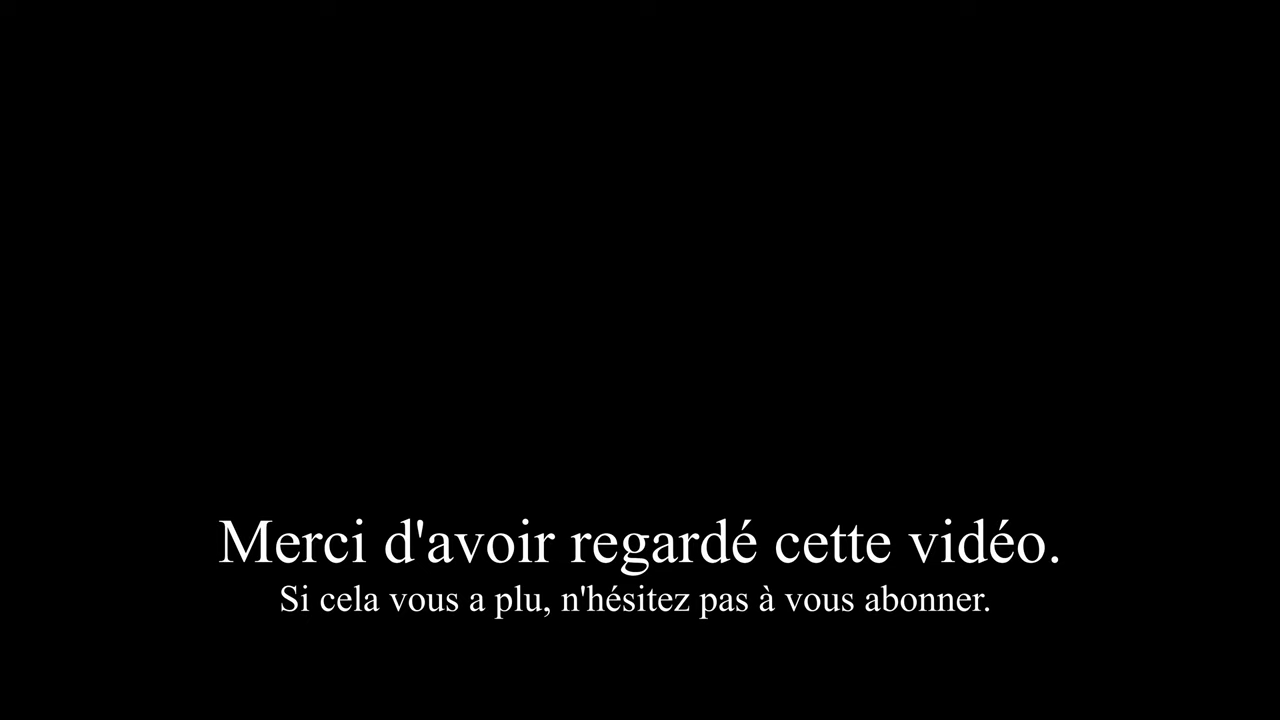 Merci d'avoir regardé cette vidéo.
Si cela vous a plu, n'hésitez pas à vous abonner.